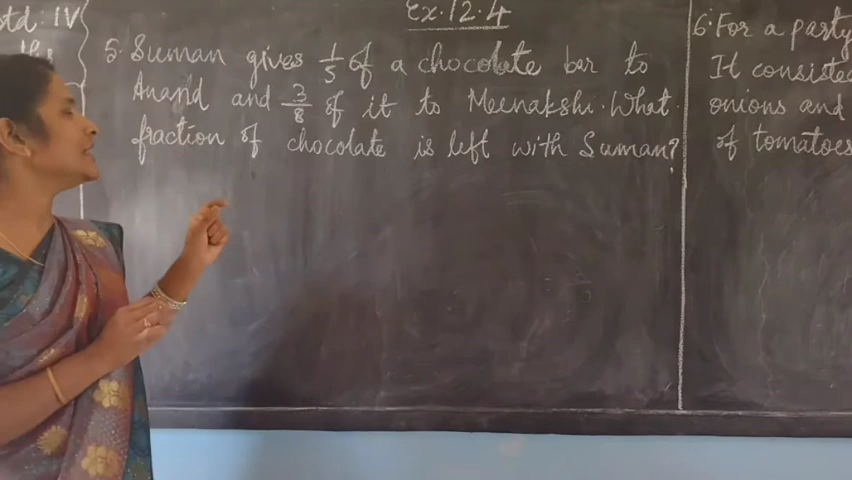 Std: IV
Ex.12.4
5. Suman gives 1/5 of a chocolate bar to
Anand and 3/8 of it to Meenakshi. What
fraction of chocolate is left with Suman?
6. For a party
It consisted
onions and
of tomatoes